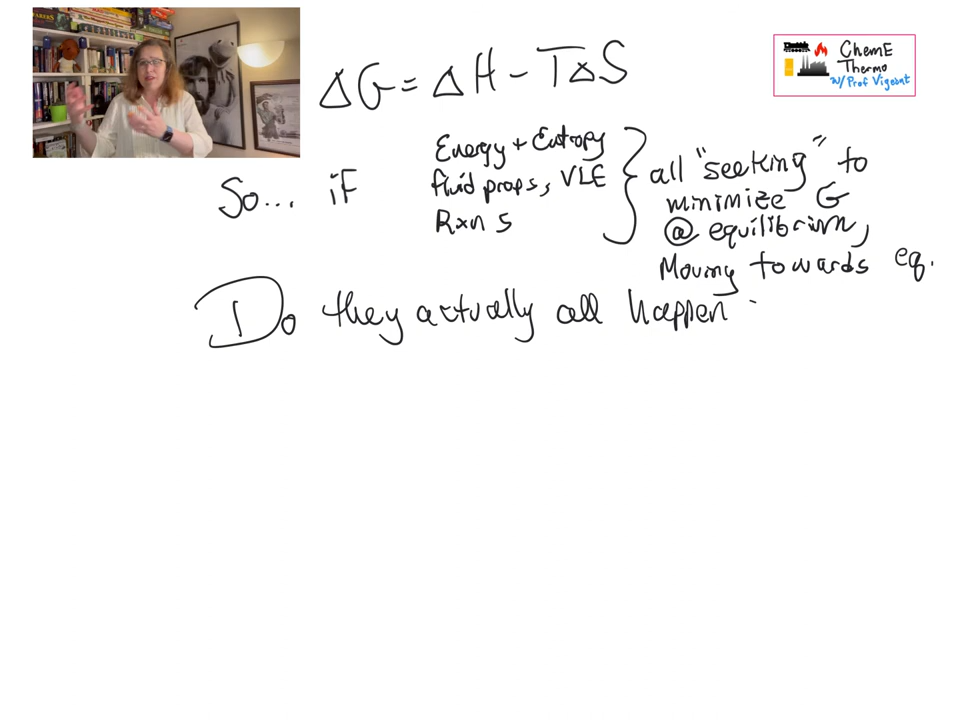 ΔG = ΔH - TΔS
ChemE
Thermo
w/ Prof Vigeant
So... if
Energy + Entropy
fluid props, VLE
Rxn s
all "seeking" to
minimize G
@ equilibrium,
Moving towards eq.
Do they actually all happen